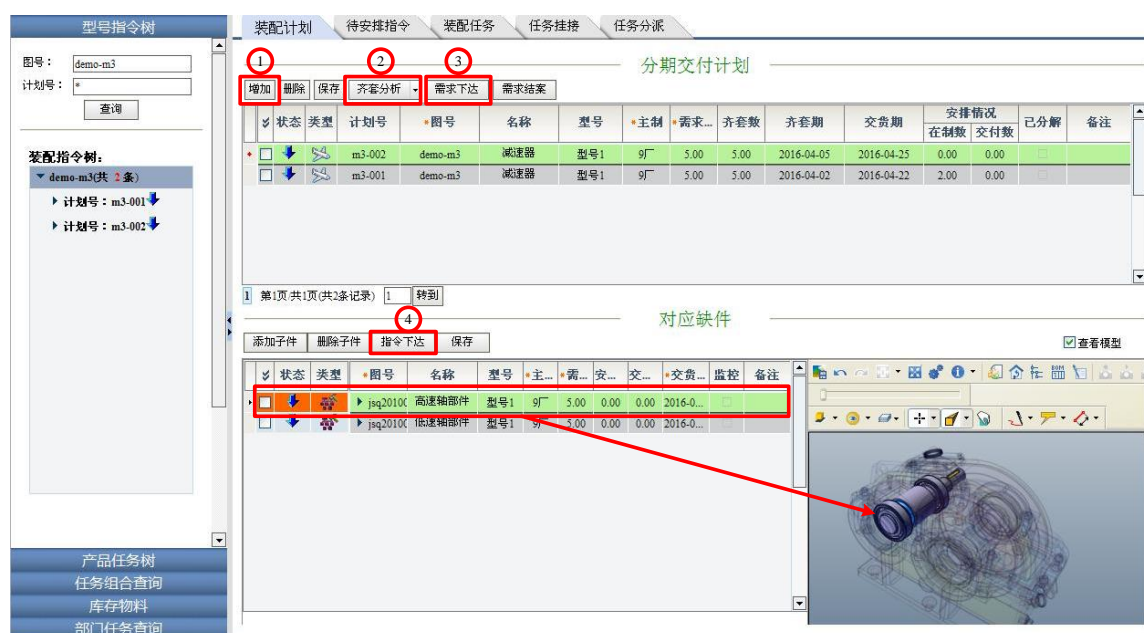 型号指令树
图号：
demo-m3
计划号：
*
查询
装配指令树：
demo-m3(共 2 条)
计划号：m3-001
计划号：m3-002
产品任务树
任务组合查询
库存物料
部门任务查询
装配计划 待安排指令 装配任务 任务挂接 任务分派
1 2 3
分期交付计划
增加 删除 保存 齐套分析 需求下达 需求结案
状态 类型 计划号 *图号 名称 型号 *主制 *需求... 齐套数 齐套期 交货期 安排情况 已分解 备注
在制数 交付数
m3-002 demo-m3 减速器 型号1 9厂 5.00 5.00 2016-04-05 2016-04-25 0.00 0.00
m3-001 demo-m3 减速器 型号1 9厂 5.00 5.00 2016-04-02 2016-04-22 2.00 0.00
1 第1页/共1页(共2条记录) 1 转到
4
对应缺件
添加子件 删除子件 指令下达 保存
查看模型
状态 类型 *图号 名称 型号 *主... *需... 安... 交... *交货... 监控 备注
jsq2010( 高速轴部件 型号1 9厂 5.00 0.00 0.00 2016-0...
jsq2010( 低速轴部件 型号1 9厂 5.00 0.00 0.00 2016-0...